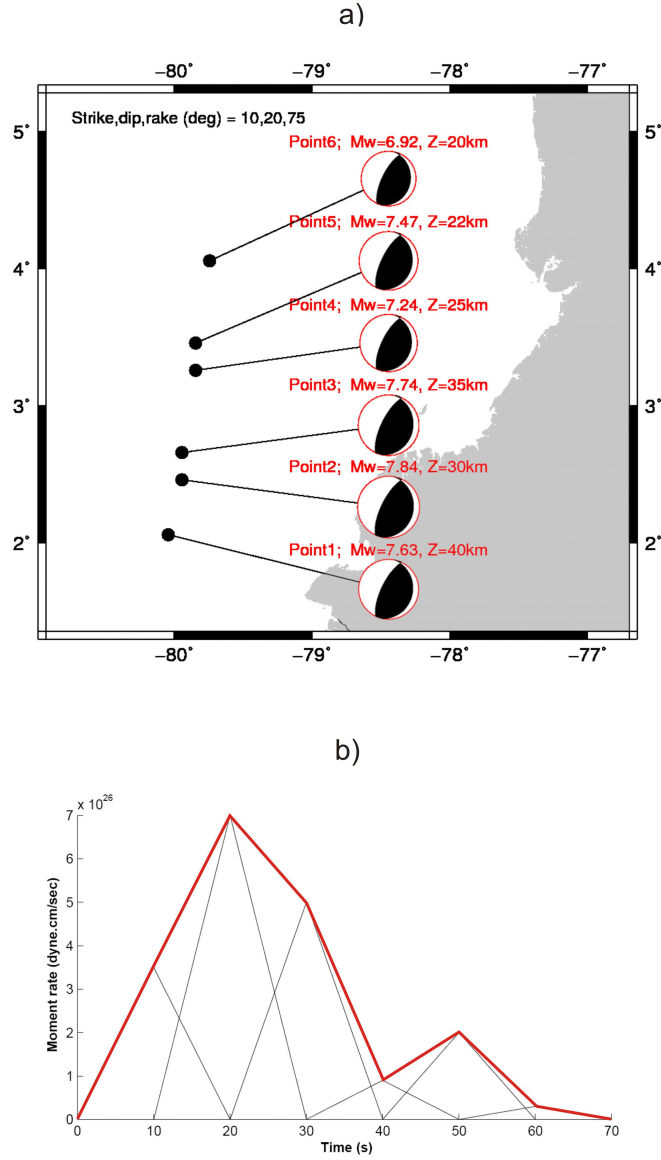 a)
−80˚ −79˚ −78˚ −77˚
Strike,dip,rake (deg) = 10,20,75
5˚ 5˚
Point6; Mw=6.92, Z=20km
Point5; Mw=7.47, Z=22km
4˚ 4˚
Point4; Mw=7.24, Z=25km
Point3; Mw=7.74, Z=35km
3˚ 3˚
Point2; Mw=7.84, Z=30km
2˚ 2˚
Point1; Mw=7.63, Z=40km
−80˚ −79˚ −78˚ −77˚
b)
x 10²⁶
7
6
5
4
3
2
1
0
Moment rate (dyne.cm/sec)
0 10 20 30 40 50 60 70
Time (s)